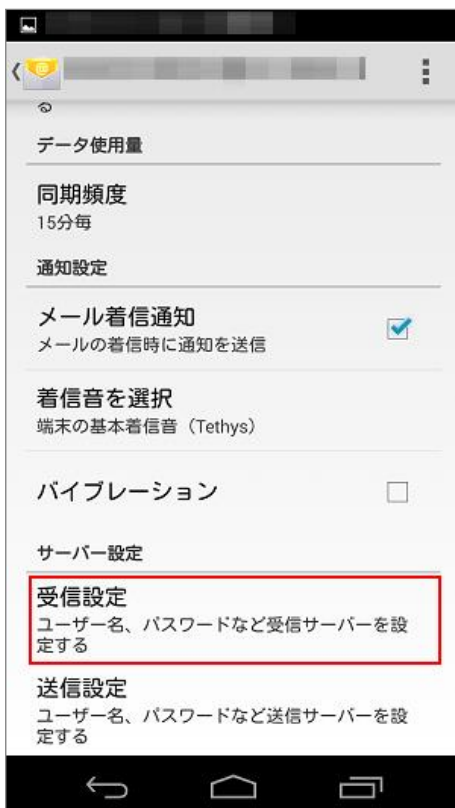 る
データ使用量
同期頻度
15分毎
通知設定
メール着信通知
メールの着信時に通知を送信
着信音を選択
端末の基本着信音（Tethys）
バイブレーション
サーバー設定
受信設定
ユーザー名、パスワードなど受信サーバーを設
定する
送信設定
ユーザー名、パスワードなど送信サーバーを設
定する